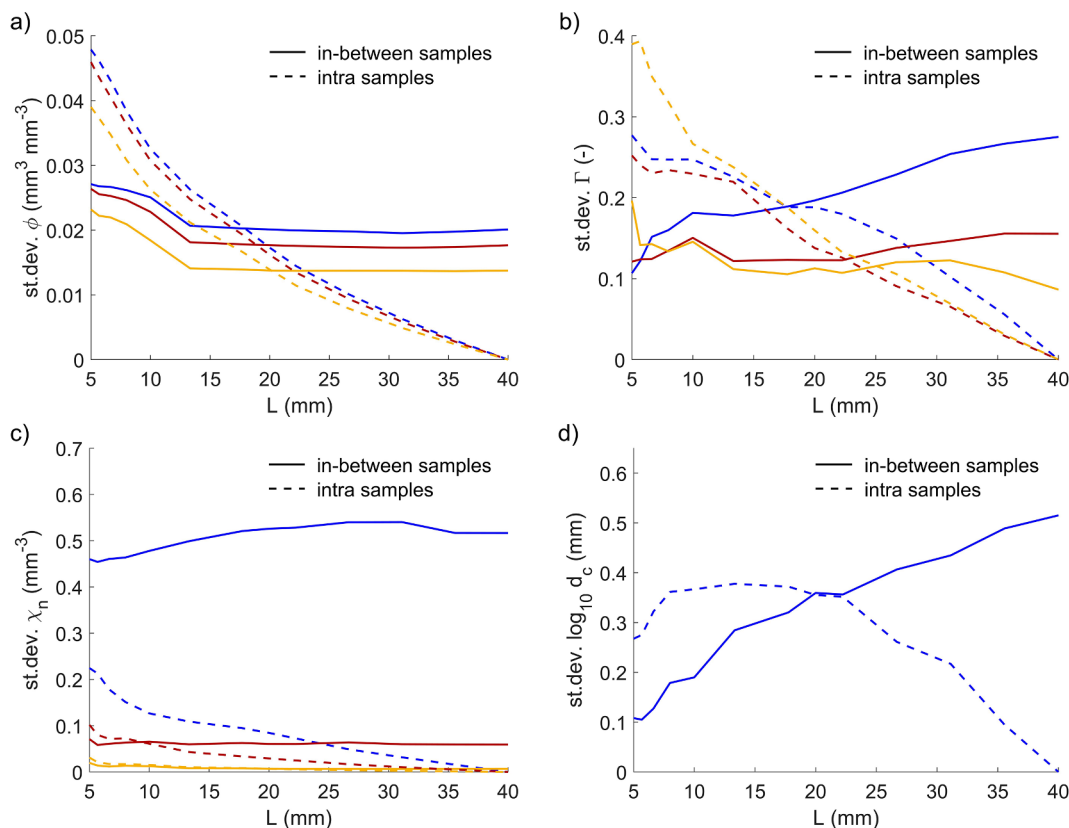 a)
in-between samples
intra samples
st.dev. ϕ (mm³ mm⁻³)
0.05
0.04
0.03
0.02
0.01
0
5 10 15 20 25 30 35 40
L (mm)
b)
in-between samples
intra samples
st.dev. Γ (-)
0.4
0.3
0.2
0.1
0
5 10 15 20 25 30 35 40
L (mm)
c)
in-between samples
intra samples
st.dev. χₙ (mm⁻³)
0.7
0.6
0.5
0.4
0.3
0.2
0.1
0
5 10 15 20 25 30 35 40
L (mm)
d)
in-between samples
intra samples
st.dev. log₁₀ d_c (mm)
0.6
0.5
0.4
0.3
0.2
0.1
0
5 10 15 20 25 30 35 40
L (mm)